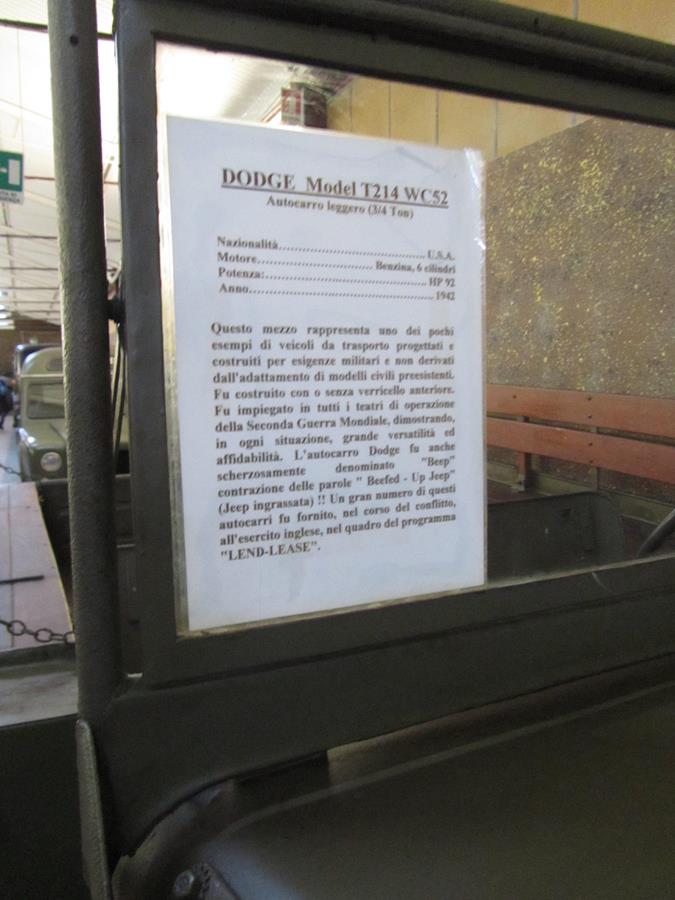 DODGE Model T214 WC52
Autocarro leggero (3/4 Ton)
Nazionalità.......................................... U.S.A.
Motore................................ Benzina, 6 cilindri
Potenza:............................................. HP 92
Anno.................................................... 1942
Questo mezzo rappresenta uno dei pochi
esempi di veicoli da trasporto progettati e
costruiti per esigenze militari e non derivati
dall'adattamento di modelli civili preesistenti.
Fu costruito con o senza verricello anteriore.
Fu impiegato in tutti i teatri di operazione
della Seconda Guerra Mondiale, dimostrando,
in ogni situazione, grande versatilità ed
affidabilità. L'autocarro Dodge fu anche
scherzosamente denominato "Beep"
contrazione delle parole " Beefed - Up Jeep"
(Jeep ingrassata) !! Un gran numero di questi
autocarri fu fornito, nel corso del conflitto,
all'esercito inglese, nel quadro del programma
"LEND-LEASE".